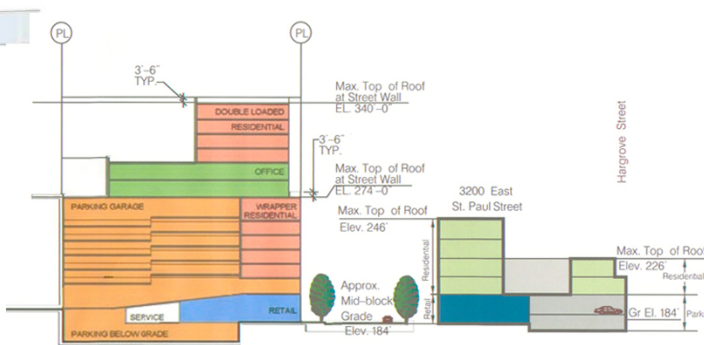 PL
PL
3'-6"
TYP.
Max. Top of Roof
at Street Wall
EL. 340'-0"
DOUBLE LOADED
RESIDENTIAL
3'-6"
TYP.
OFFICE
Max. Top of Roof
at Street Wall
EL. 274'-0"
Hargrove Street
3200 East
St. Paul Street
PARKING GARAGE
WRAPPER
RESIDENTIAL
Max. Top of Roof
Elev. 246'
Max. Top of Roof
Elev. 226'
Residential
Residential
Approx.
Mid-block
Grade
Elev. 184'
Retail
Gr El. 184'
SERVICE
RETAIL
PARKING BELOW GRADE